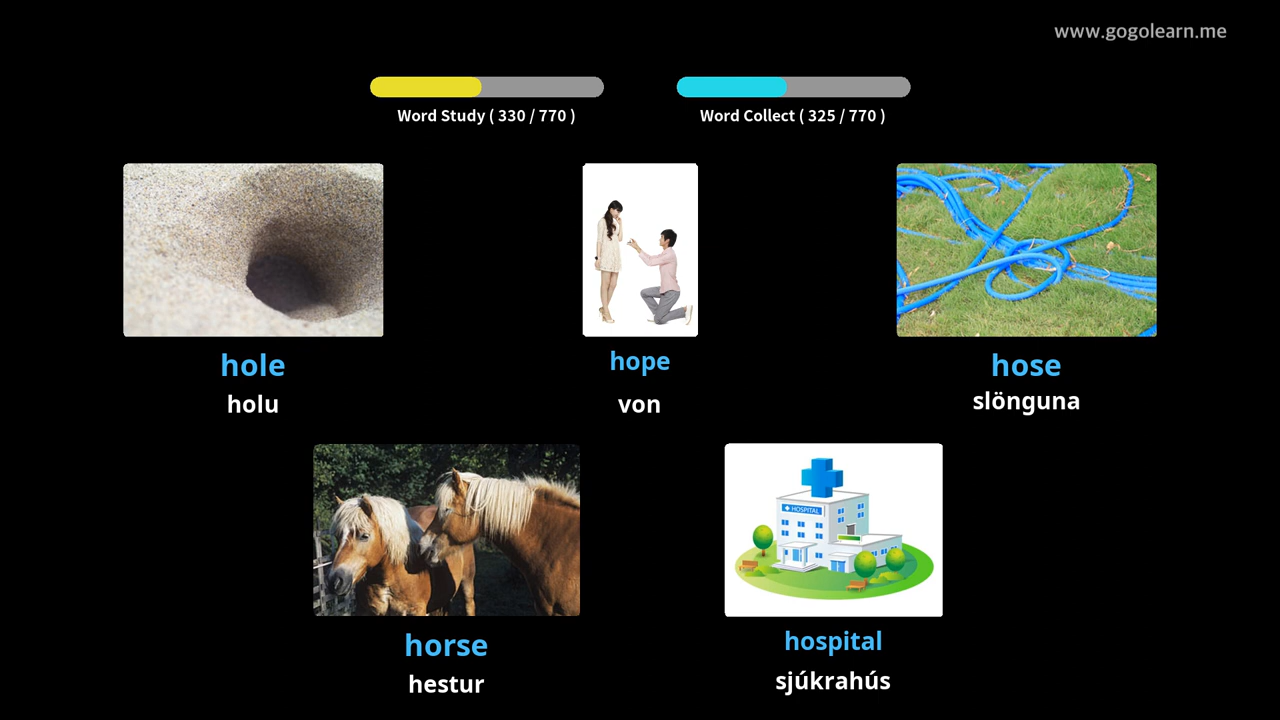 www.gogolearn.me
Word Study ( 330 / 770 )
Word Collect ( 325 / 770 )
hole
holu
hope
von
hose
slönguna
HOSPITAL
horse
hestur
hospital
sjúkrahús